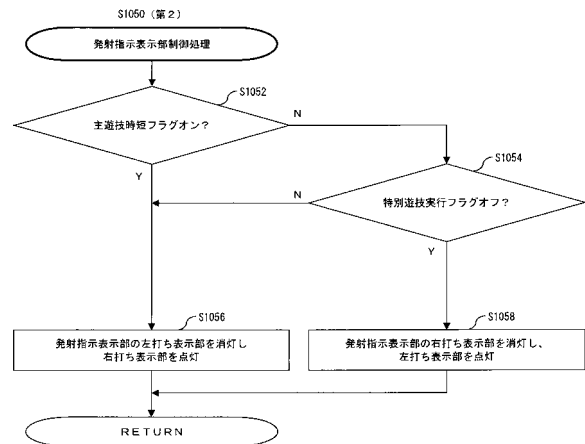 S1050（第２）
発射指示表示部制御処理
S1052
主遊技時短フラグオン？
N
S1054
Y
N
特別遊技実行フラグオフ？
Y
S1056
S1058
発射指示表示部の左打ち表示部を消灯し
右打ち表示部を点灯
発射指示表示部の右打ち表示部を消灯し、
左打ち表示部を点灯
ＲＥＴＵＲＮ